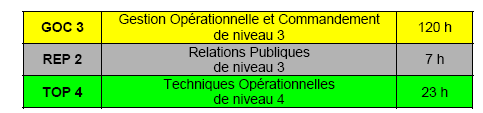 GOC 3 Gestion Opérationnelle et Commandement de niveau 3 120 h
REP 2 Relations Publiques de niveau 3 7 h
TOP 4 Techniques Opérationnelles de niveau 4 23 h